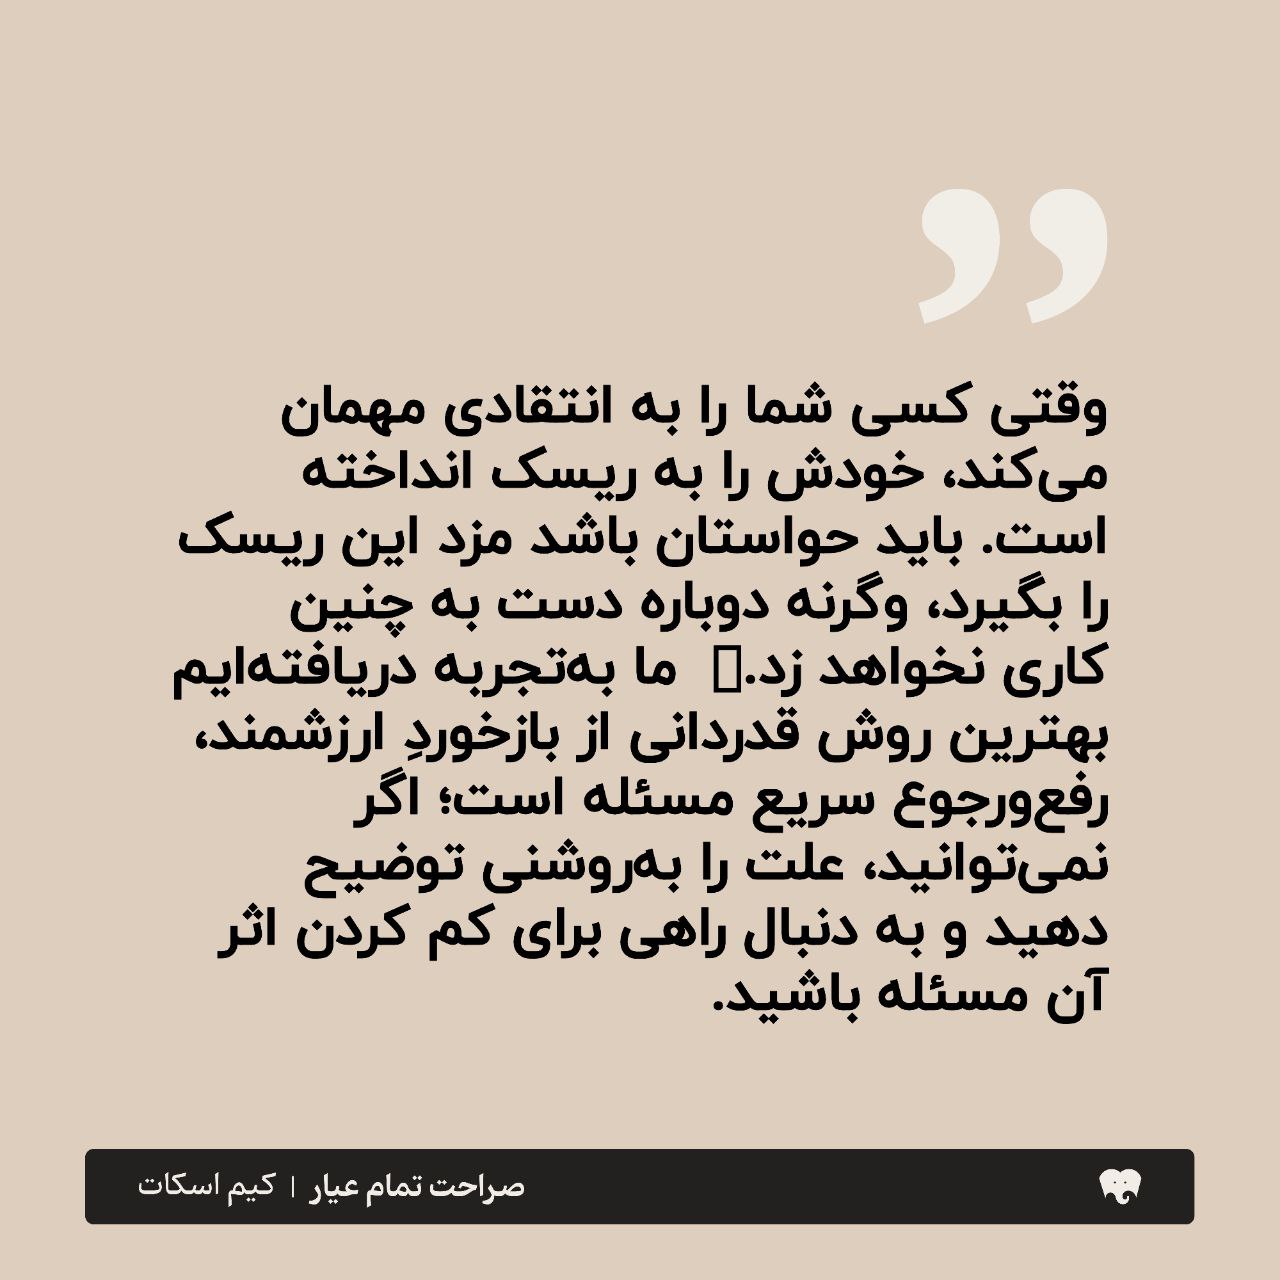 ”
وقتی کسی شما را به انتقادی مهمان
می‌کند، خودش را به ریسک انداخته
است. باید حواستان باشد مزد این ریسک
را بگیرد، وگرنه دوباره دست به چنین
کاری نخواهد زد.▯ ما به‌تجربه دریافته‌ایم
بهترین روش قدردانی از بازخوردِ ارزشمند،
رفع‌ورجوع سریع مسئله است؛ اگر
نمی‌توانید، علت را به‌روشنی توضیح
دهید و به دنبال راهی برای کم کردن اثر
آن مسئله باشید.
صراحت تمام عیار | کیم اسکات